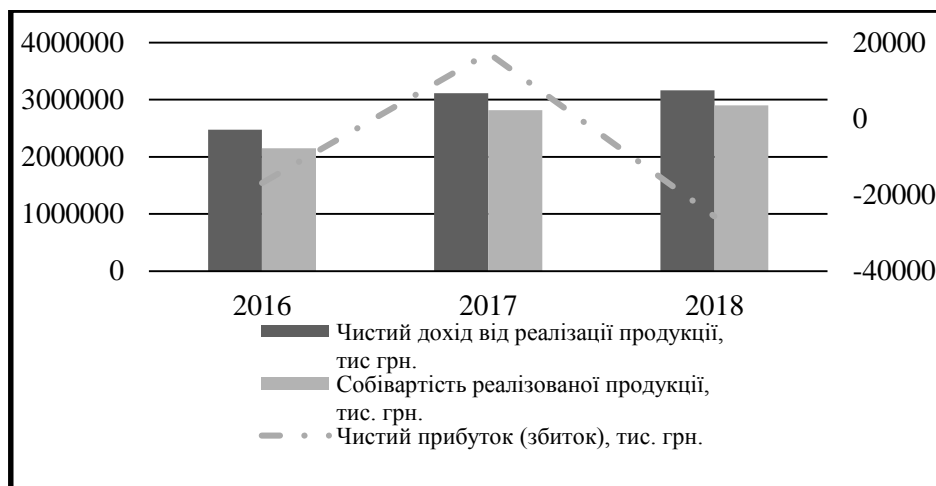 4000000
3000000
2000000
1000000
0
20000
0
-20000
-40000
2016 2017 2018
Чистий дохід від реалізації продукції,
тис грн.
Собівартість реалізованої продукції,
тис. грн.
Чистий прибуток (збиток), тис. грн.